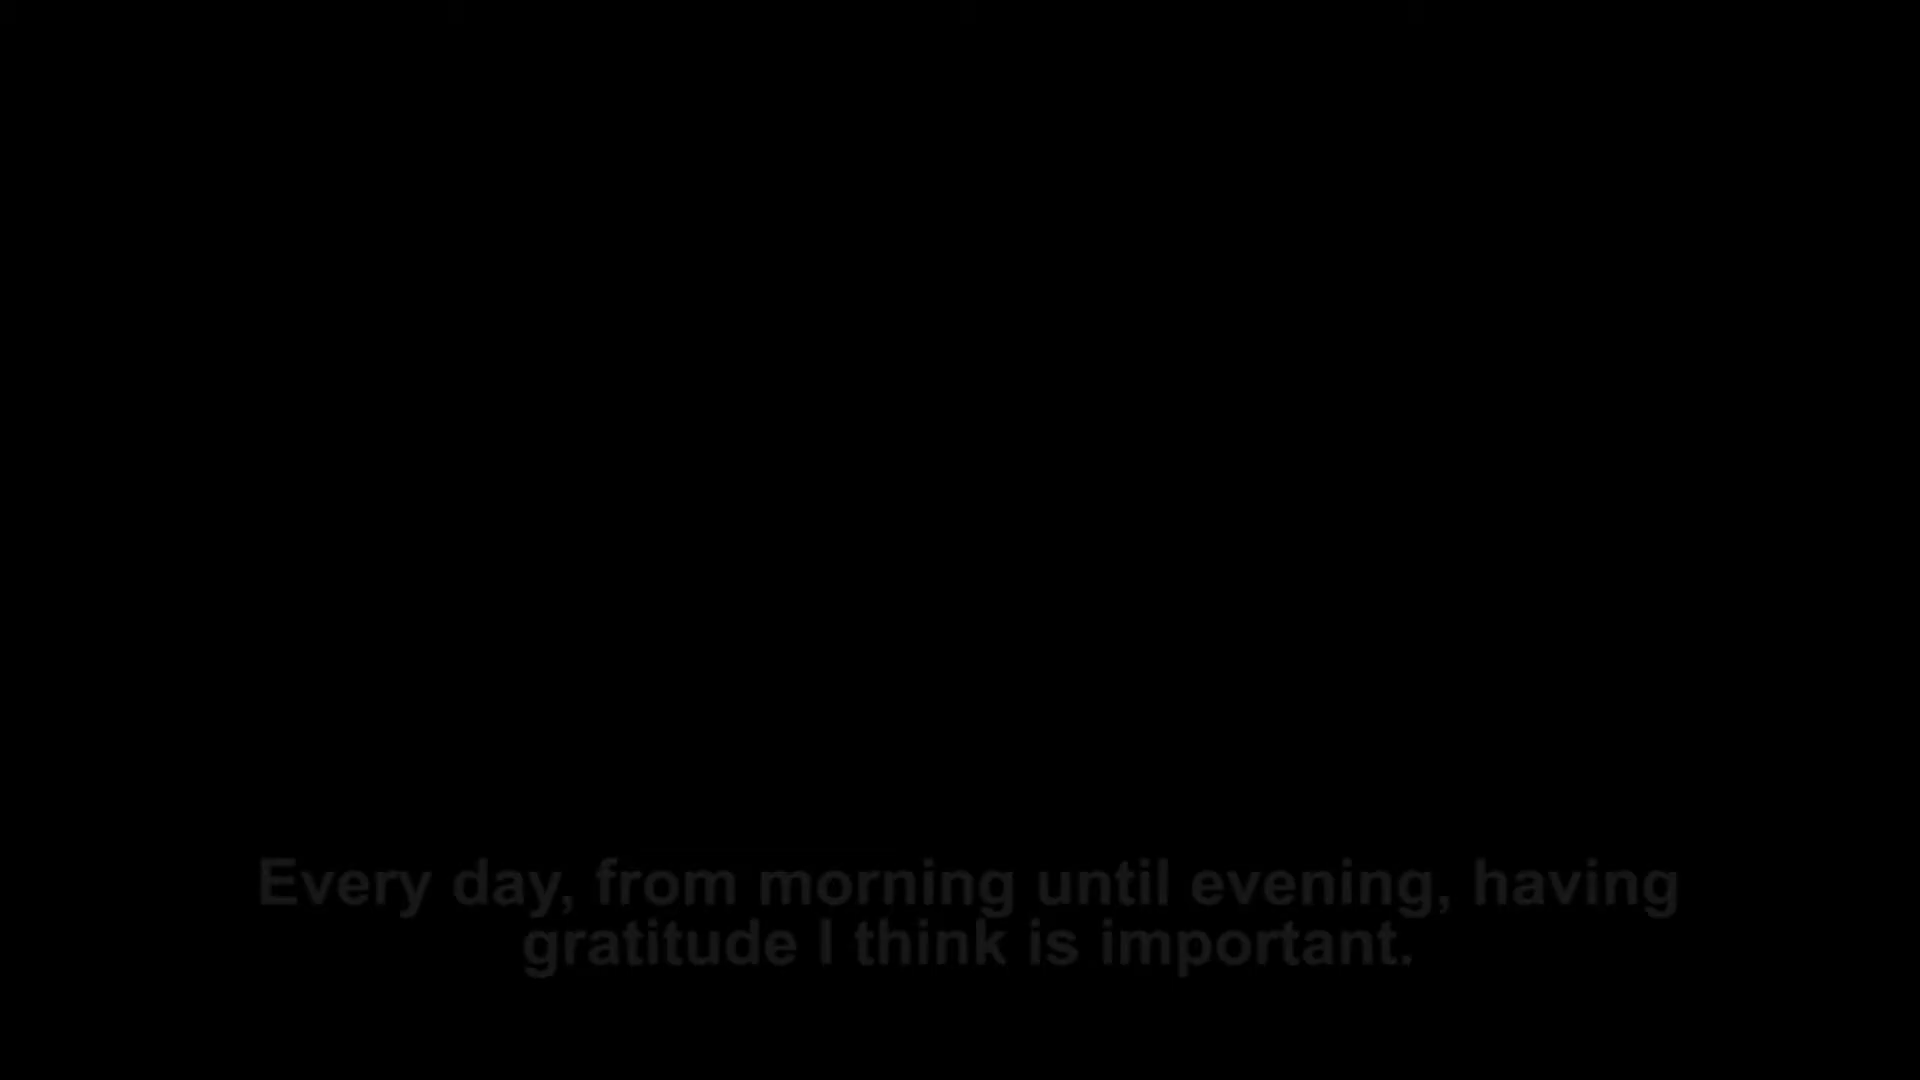 Every day, from morning until evening, having
gratitude I think is important.